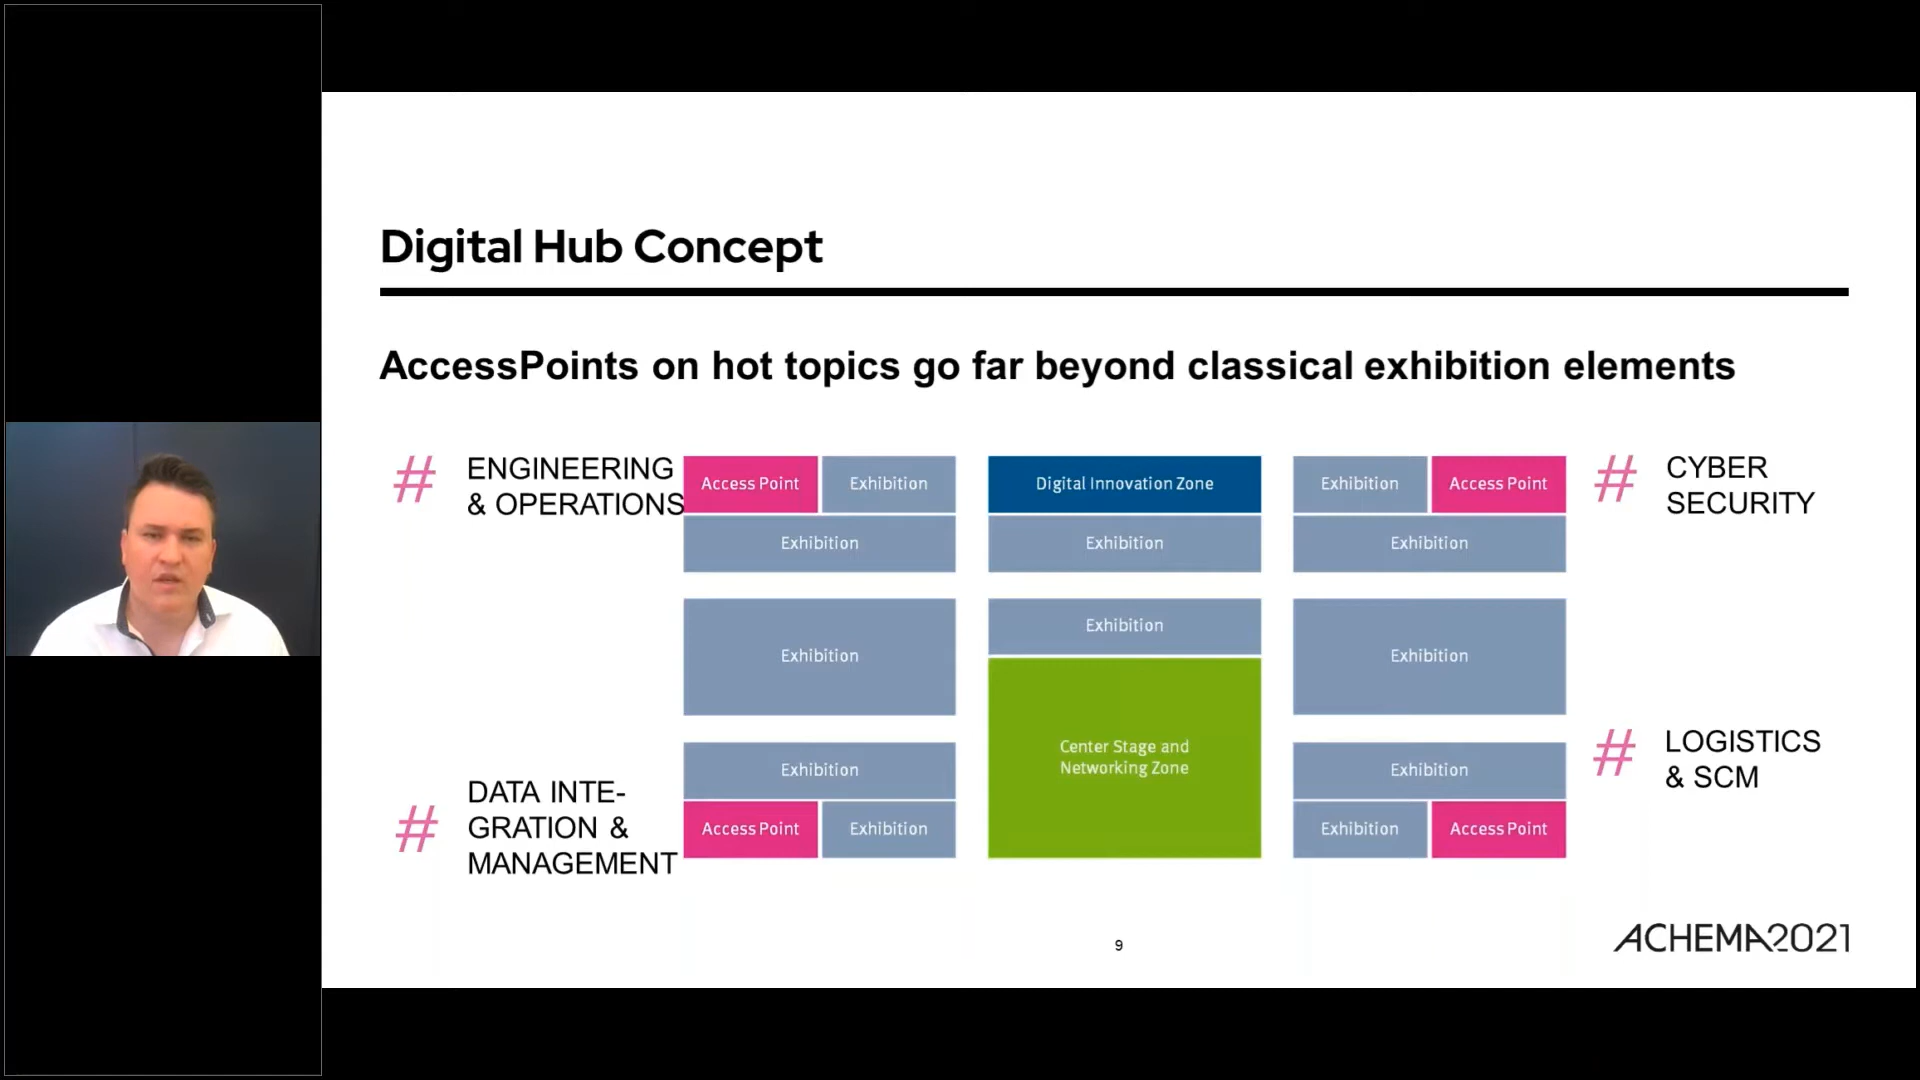 Digital Hub Concept
AccessPoints on hot topics go far beyond classical exhibition elements
# ENGINEERING
& OPERATIONS
Access Point
Exhibition
Digital Innovation Zone
Exhibition
Access Point
# CYBER
SECURITY
Exhibition
Exhibition
Exhibition
Exhibition
Exhibition
Exhibition
Center Stage and
Networking Zone
# LOGISTICS
& SCM
Exhibition
Exhibition
# DATA INTE-
GRATION &
MANAGEMENT
Access Point
Exhibition
Exhibition
Access Point
9
ACHEMA2021